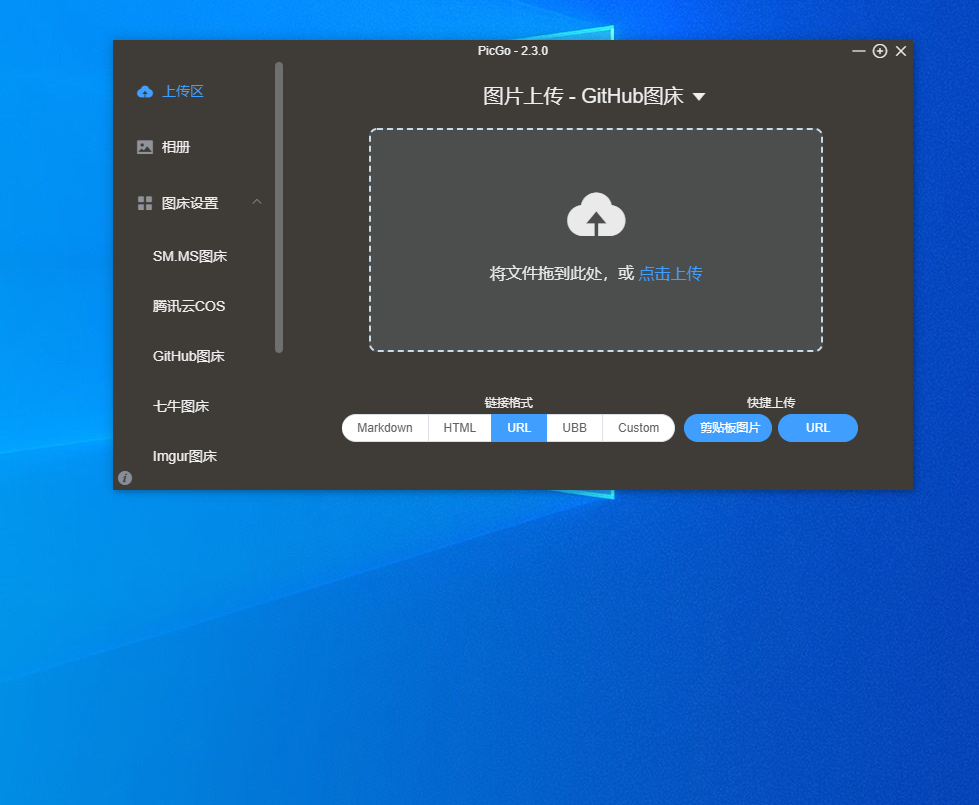 PicGo - 2.3.0
上传区
相册
图床设置
SM.MS图床
腾讯云COS
GitHub图床
七牛图床
Imgur图床
图片上传 - GitHub图床
将文件拖到此处，或 点击上传
链接格式
Markdown HTML URL UBB Custom
快捷上传
剪贴板图片 URL